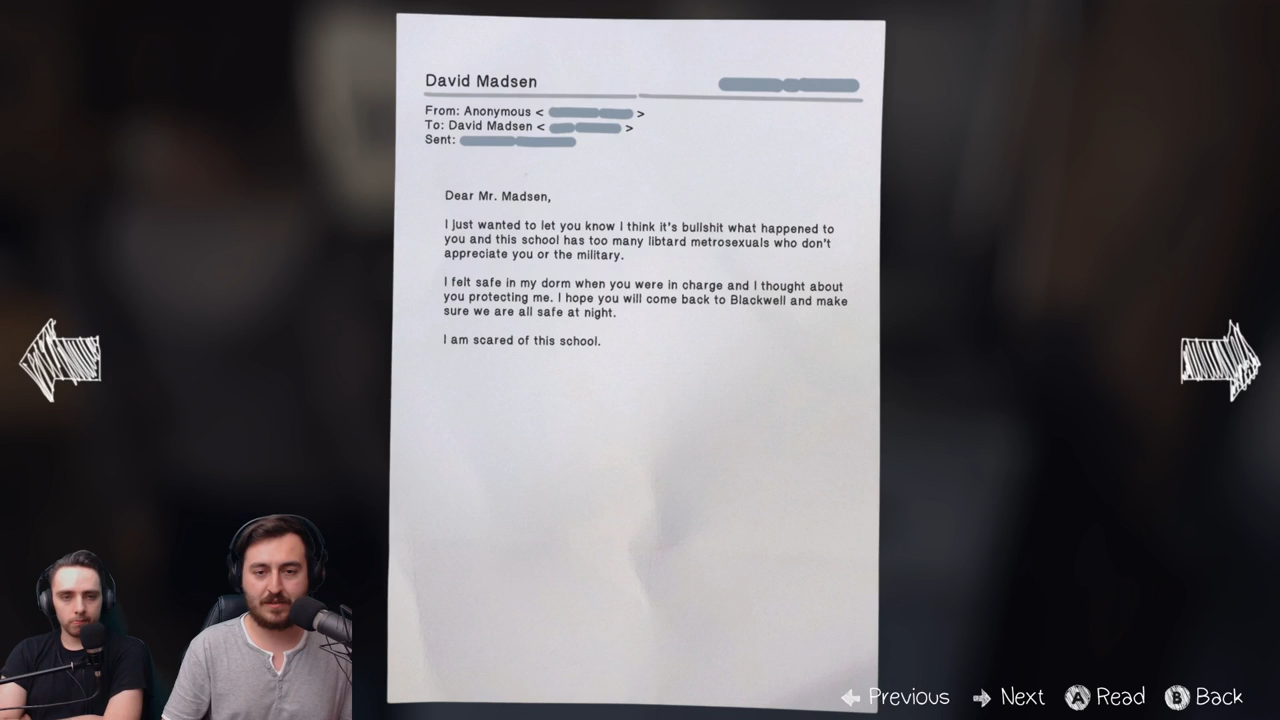 David Madsen
From: Anonymous < >
To: David Madsen < >
Sent:
Dear Mr. Madsen,
I just wanted to let you know I think it's bullshit what happened to
you and this school has too many libtard metrosexuals who don't
appreciate you or the military.
I felt safe in my dorm when you were in charge and I thought about
you protecting me. I hope you will come back to Blackwell and make
sure we are all safe at night.
I am scared of this school.
Previous Next A Read B Back